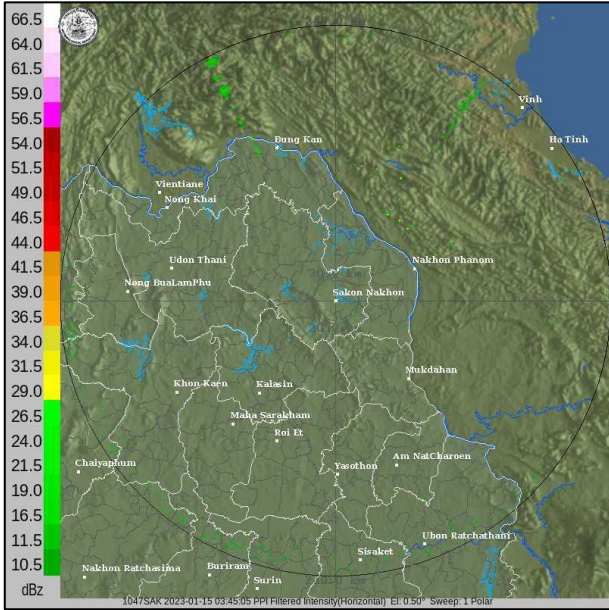 66.5
64.0
61.5
59.0
56.5
54.0
51.5
49.0
46.5
44.0
41.5
39.0
36.5
34.0
31.5
29.0
26.5
24.0
21.5
19.0
16.5
14.0
11.5
10.5
dBz
Vinh
Ha Tinh
Bung Kan
Vientiane
Nong Khai
Udon Thani
Nakhon Phanom
Nong BuaLamPhu
Sakon Nakhon
Mukdahan
Khon Kaen
Kalasin
Maha Sarakham
Roi Et
Chaiyaphum
Am NatCharoen
Yasothon
Ubon Ratchathani
Sisaket
Nakhon Ratchasima
Buriram
Surin
1047SAK 2023-01-15 03:45:05 PPI Filtered Intensity(Horizontal) El: 0.50° Sweep: 1 Polar